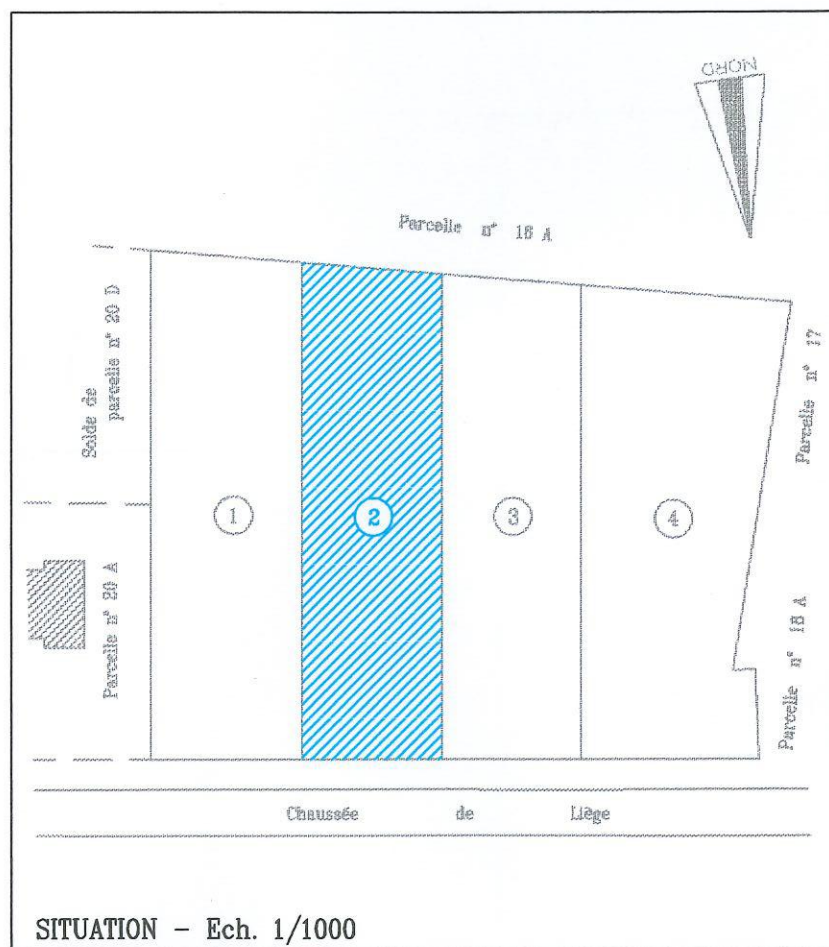 NORD
Parcelle n° 18 A
Solde de
parcelle n° 20 D
Parcelle n° 17
1
2
3
4
Parcelle n° 20 A
Parcelle n° 18 A
Chaussée de Liège
SITUATION – Ech. 1/1000